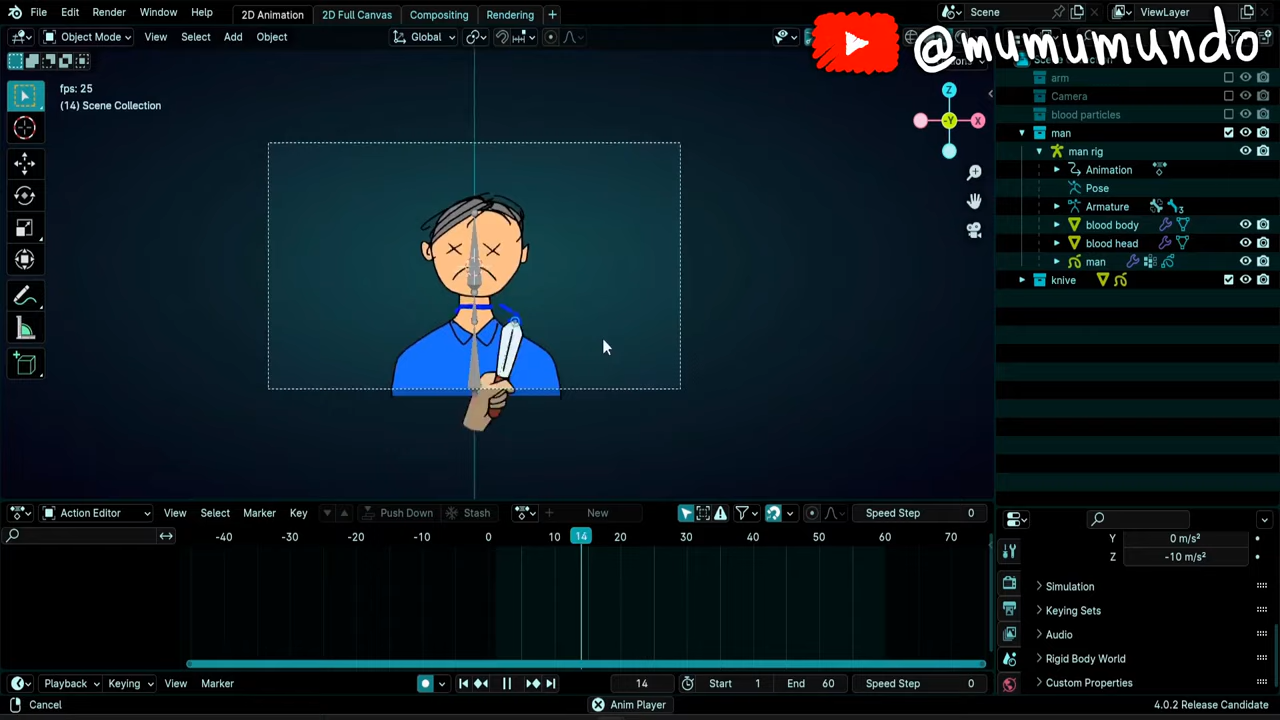 File Edit Render Window Help 2D Animation 2D Full Canvas Compositing Rendering + Scene ViewLayer
Object Mode View Select Add Object Global
@mumumundo
fps: 25
(14) Scene Collection
Z
-Y X
arm
Camera
blood particles
man
man rig
Animation
Pose
Armature 3
blood body
blood head
man
knive
Action Editor View Select Marker Key Push Down Stash New Speed Step 0
-40 -30 -20 -10 0 10 14 20 30 40 50 60 70
Y 0 m/s²
Z -10 m/s²
Simulation
Keying Sets
Audio
Rigid Body World
Custom Properties
Playback Keying View Marker 14 Start 1 End 60 Speed Step 0
Cancel Anim Player 4.0.2 Release Candidate